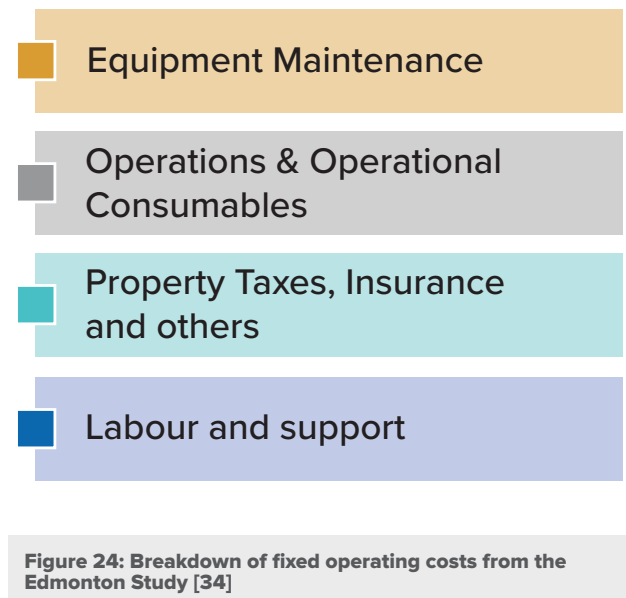 Equipment Maintenance
Operations & Operational
Consumables
Property Taxes, Insurance
and others
Labour and support
Figure 24: Breakdown of fixed operating costs from the
Edmonton Study [34]